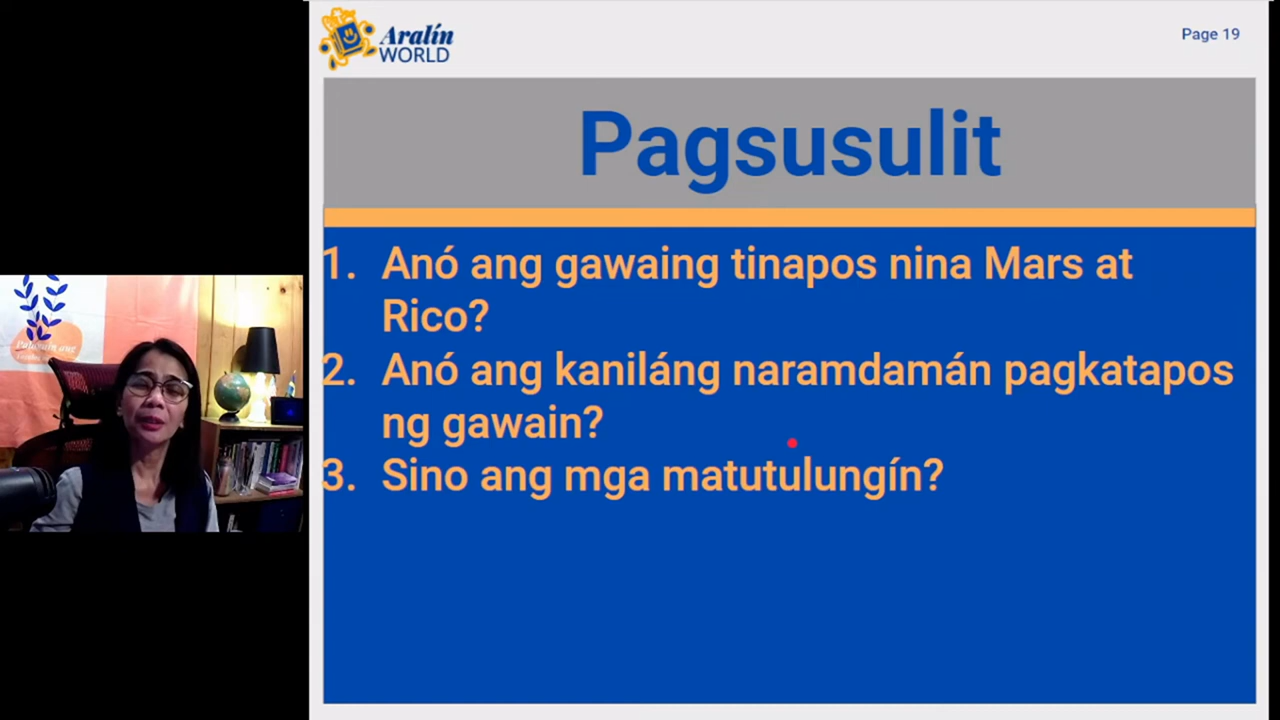 Aralín
WORLD
Page 19
Pagsusulit
1. Anó ang gawaing tinapos nina Mars at
Rico?
2. Anó ang kaniláng naramdamán pagkatapos
ng gawain?
3. Sino ang mga matutulungín?